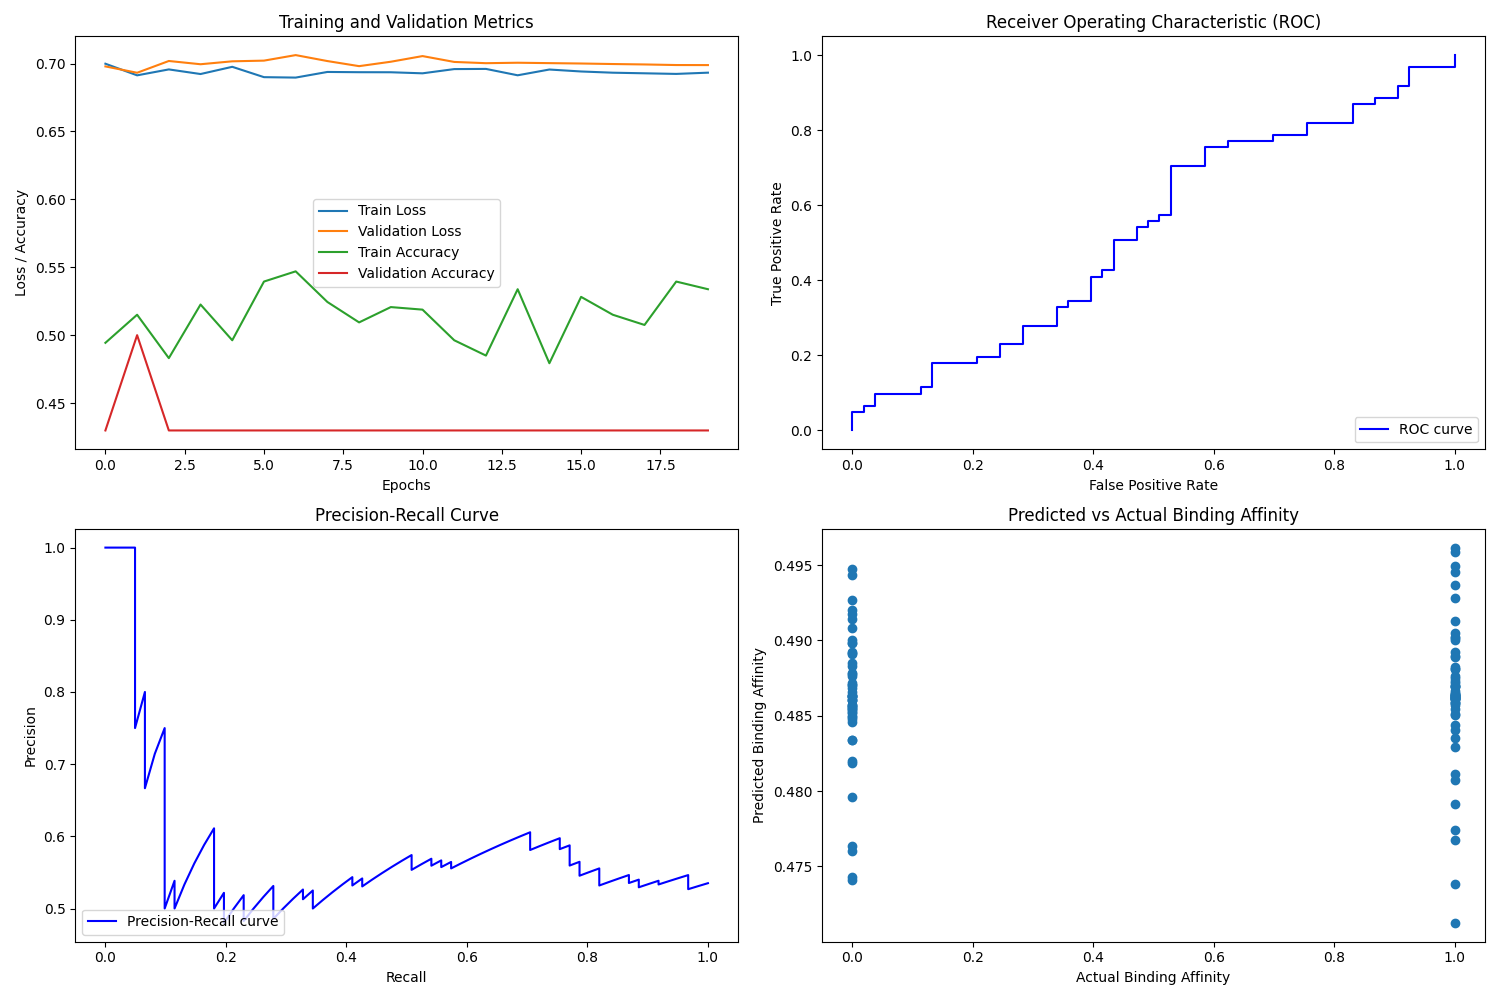 Training and Validation Metrics
0.70
0.65
0.60
0.55
0.50
0.45
Loss / Accuracy
Train Loss
Validation Loss
Train Accuracy
Validation Accuracy
0.0 2.5 5.0 7.5 10.0 12.5 15.0 17.5
Epochs
Receiver Operating Characteristic (ROC)
1.0
0.8
0.6
0.4
0.2
0.0
True Positive Rate
ROC curve
0.0 0.2 0.4 0.6 0.8 1.0
False Positive Rate
Precision-Recall Curve
1.0
0.9
0.8
0.7
0.6
0.5
Precision
Precision-Recall curve
0.0 0.2 0.4 0.6 0.8 1.0
Recall
Predicted vs Actual Binding Affinity
0.495
0.490
0.485
0.480
0.475
Predicted Binding Affinity
0.0 0.2 0.4 0.6 0.8 1.0
Actual Binding Affinity